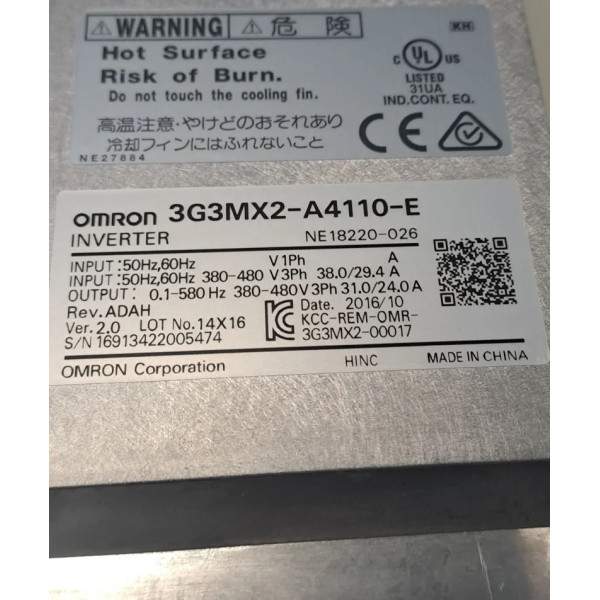 ⚠WARNING ⚠危険
KH
Hot Surface
Risk of Burn.
Do not touch the cooling fin.
高温注意・やけどのおそれあり
冷却フィンにはふれないこと
NE27884
C UL US
LISTED
31UA
IND.CONT. EQ.
CE
OMRON 3G3MX2-A4110-E
INVERTER NE18220-026
INPUT:50Hz,60Hz V 1Ph A
INPUT:50Hz,60Hz 380-480 V 3Ph 38.0/29.4 A
OUTPUT: 0.1-580 Hz 380-480V 3Ph 31.0/24.0 A
Rev.ADAH Date. 2016/10
Ver. 2.0 LOT No.14X16 KCC-REM-OMR-
S/N 16913422005474 3G3MX2-00017
OMRON Corporation HINC MADE IN CHINA